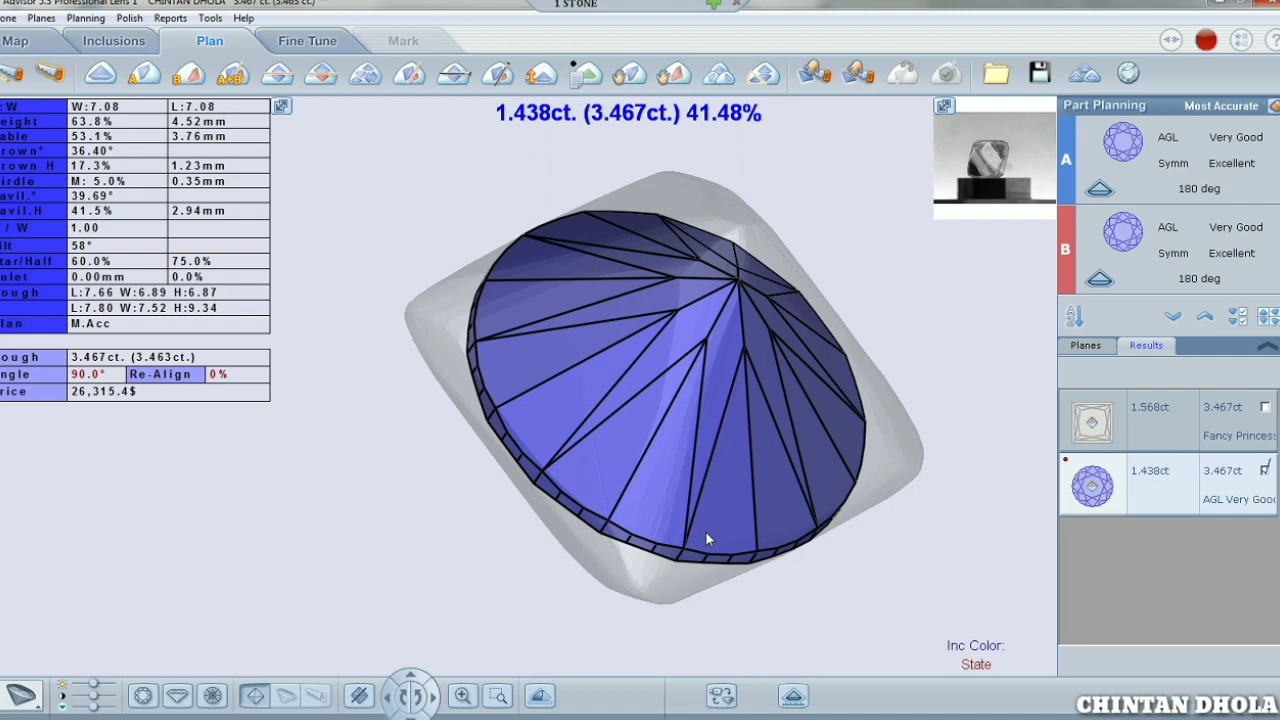 Advisor 5.3 Professional Lens 1 CHINTAN DHOLA 3.467 ct. (3.463 ct.) ***
1 STONE
one Planes Planning Polish Reports Tools Help
Map Inclusions Plan Fine Tune Mark
1.438ct. (3.467ct.) 41.48%
:W W:7.08 L:7.08
eight 63.8% 4.52mm
able 53.1% 3.76mm
rown° 36.40°
rown H 17.3% 1.23mm
irdle M: 5.0% 0.35mm
avil.° 39.69°
avil.H 41.5% 2.94mm
/ W 1.00
ilt 58°
tar/Half 60.0% 75.0%
ulet 0.00mm 0.0%
ough L:7.66 W:6.89 H:6.87
L:7.80 W:7.52 H:9.34
lan M.Acc
ough 3.467ct. (3.463ct.)
ngle 90.0° Re-Align 0%
rice 26,315.4$
Part Planning Most Accurate
A
AGL Very Good
Symm Excellent
180 deg
B
AGL Very Good
Symm Excellent
180 deg
Planes Results
1.568ct 3.467ct
Fancy Princess
1.438ct 3.467ct
AGL Very Good
Inc Color:
State
CHINTAN DHOLA